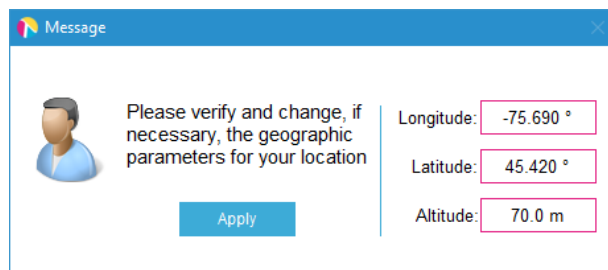 Message
Please verify and change, if
necessary, the geographic
parameters for your location
Apply
Longitude: -75.690 °
Latitude: 45.420 °
Altitude: 70.0 m